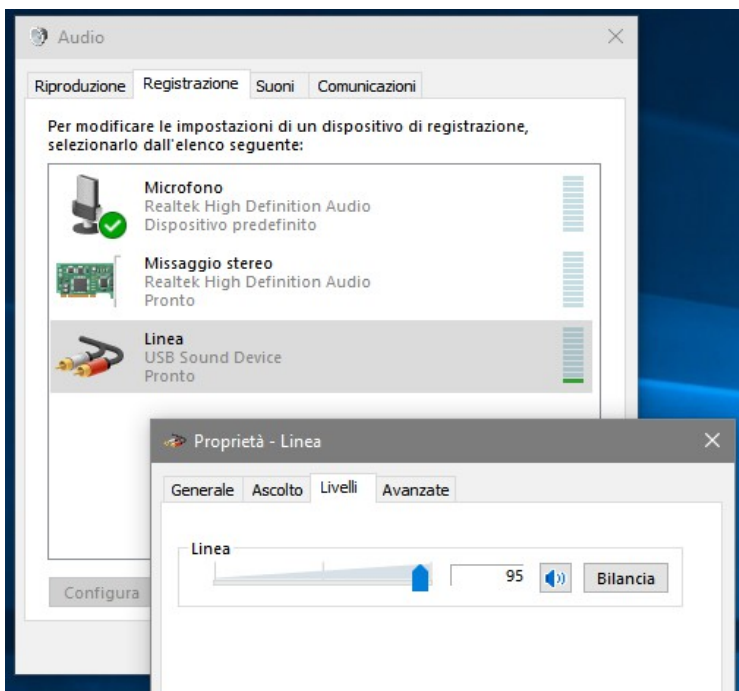 Audio
Riproduzione Registrazione Suoni Comunicazioni
Per modificare le impostazioni di un dispositivo di registrazione,
selezionarlo dall'elenco seguente:
Microfono
Realtek High Definition Audio
Dispositivo predefinito
Missaggio stereo
Realtek High Definition Audio
Pronto
Linea
USB Sound Device
Pronto
Configura
Proprietà - Linea
Generale Ascolto Livelli Avanzate
Linea
95 Bilancia